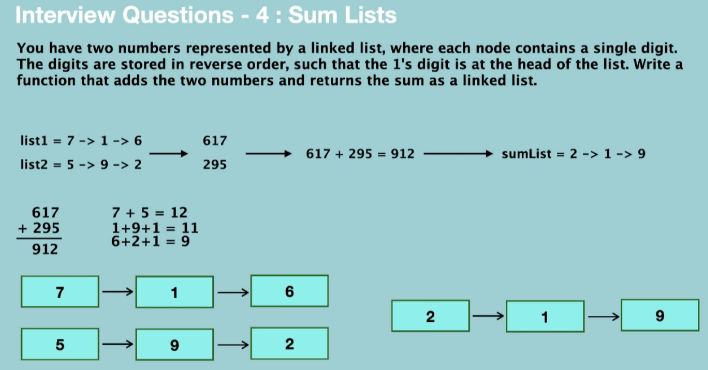 Interview Questions - 4 : Sum Lists
You have two numbers represented by a linked list, where each node contains a single digit.
The digits are stored in reverse order, such that the 1's digit is at the head of the list. Write a
function that adds the two numbers and returns the sum as a linked list.
list1 = 7 -> 1 -> 6
617
list2 = 5 -> 9 -> 2
295
617 + 295 = 912
sumList = 2 -> 1 -> 9
617
+ 295
912
7 + 5 = 12
1+9+1 = 11
6+2+1 = 9
7
1
6
5
9
2
2
1
9